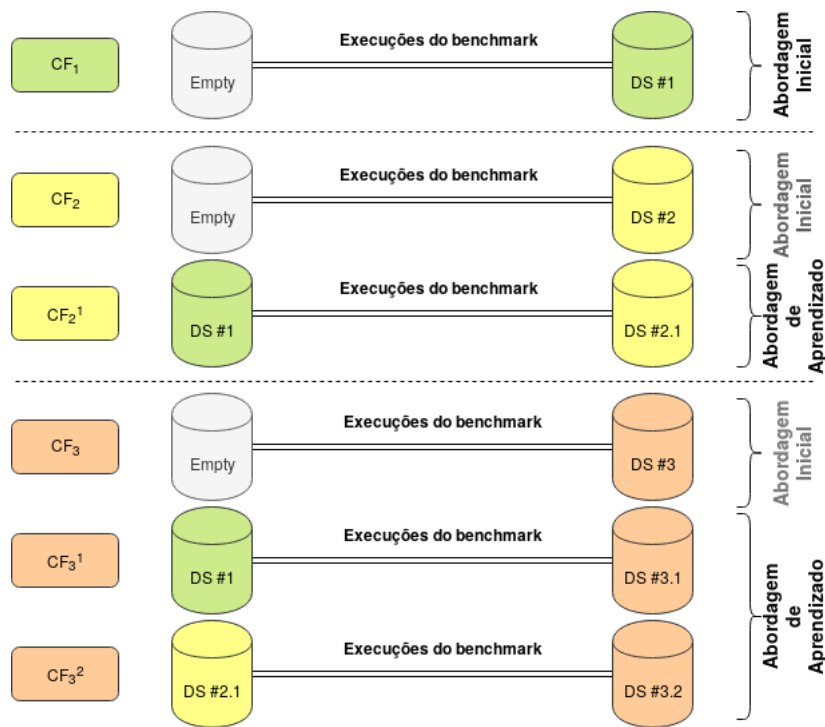 Execuções do benchmark
CF₁
Empty
DS #1
Abordagem
Inicial
Execuções do benchmark
CF₂
Empty
DS #2
Abordagem
Inicial
Execuções do benchmark
CF₂¹
DS #1
DS #2.1
Abordagem
de
Aprendizado
Execuções do benchmark
CF₃
Empty
DS #3
Abordagem
Inicial
Execuções do benchmark
CF₃¹
DS #1
DS #3.1
Execuções do benchmark
CF₃²
DS #2.1
DS #3.2
Abordagem
de
Aprendizado